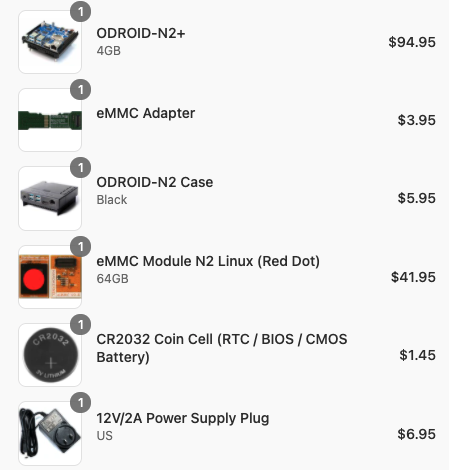 1
ODROID-N2+
4GB
$94.95
1
eMMC Adapter
$3.95
1
ODROID-N2 Case
Black
$5.95
1
eMMC Module N2 Linux (Red Dot)
64GB
$41.95
1
CR2032
3V LITHIUM
CR2032 Coin Cell (RTC / BIOS / CMOS
Battery)
$1.45
1
12V/2A Power Supply Plug
US
$6.95